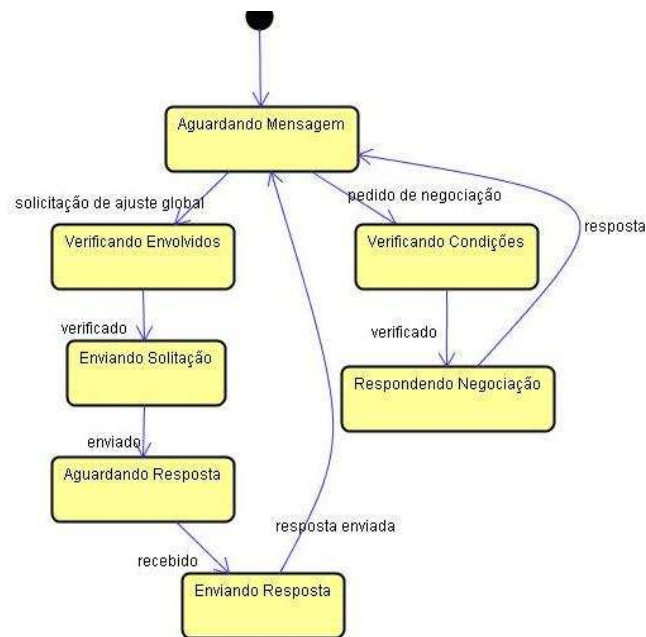 Aguardando Mensagem
solicitação de ajuste global
pedido de negociação
Verificando Envolvidos
Verificando Condições
resposta
verificado
verificado
Enviando Solitação
Respondendo Negociação
enviado
Aguardando Resposta
resposta enviada
recebido
Enviando Resposta